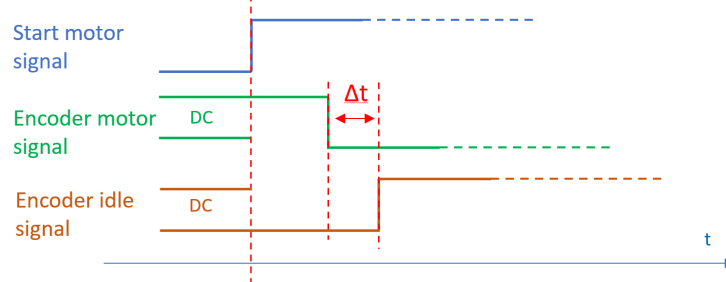 Start motor
signal
Δt
Encoder motor
signal
DC
Encoder idle
signal
DC
t